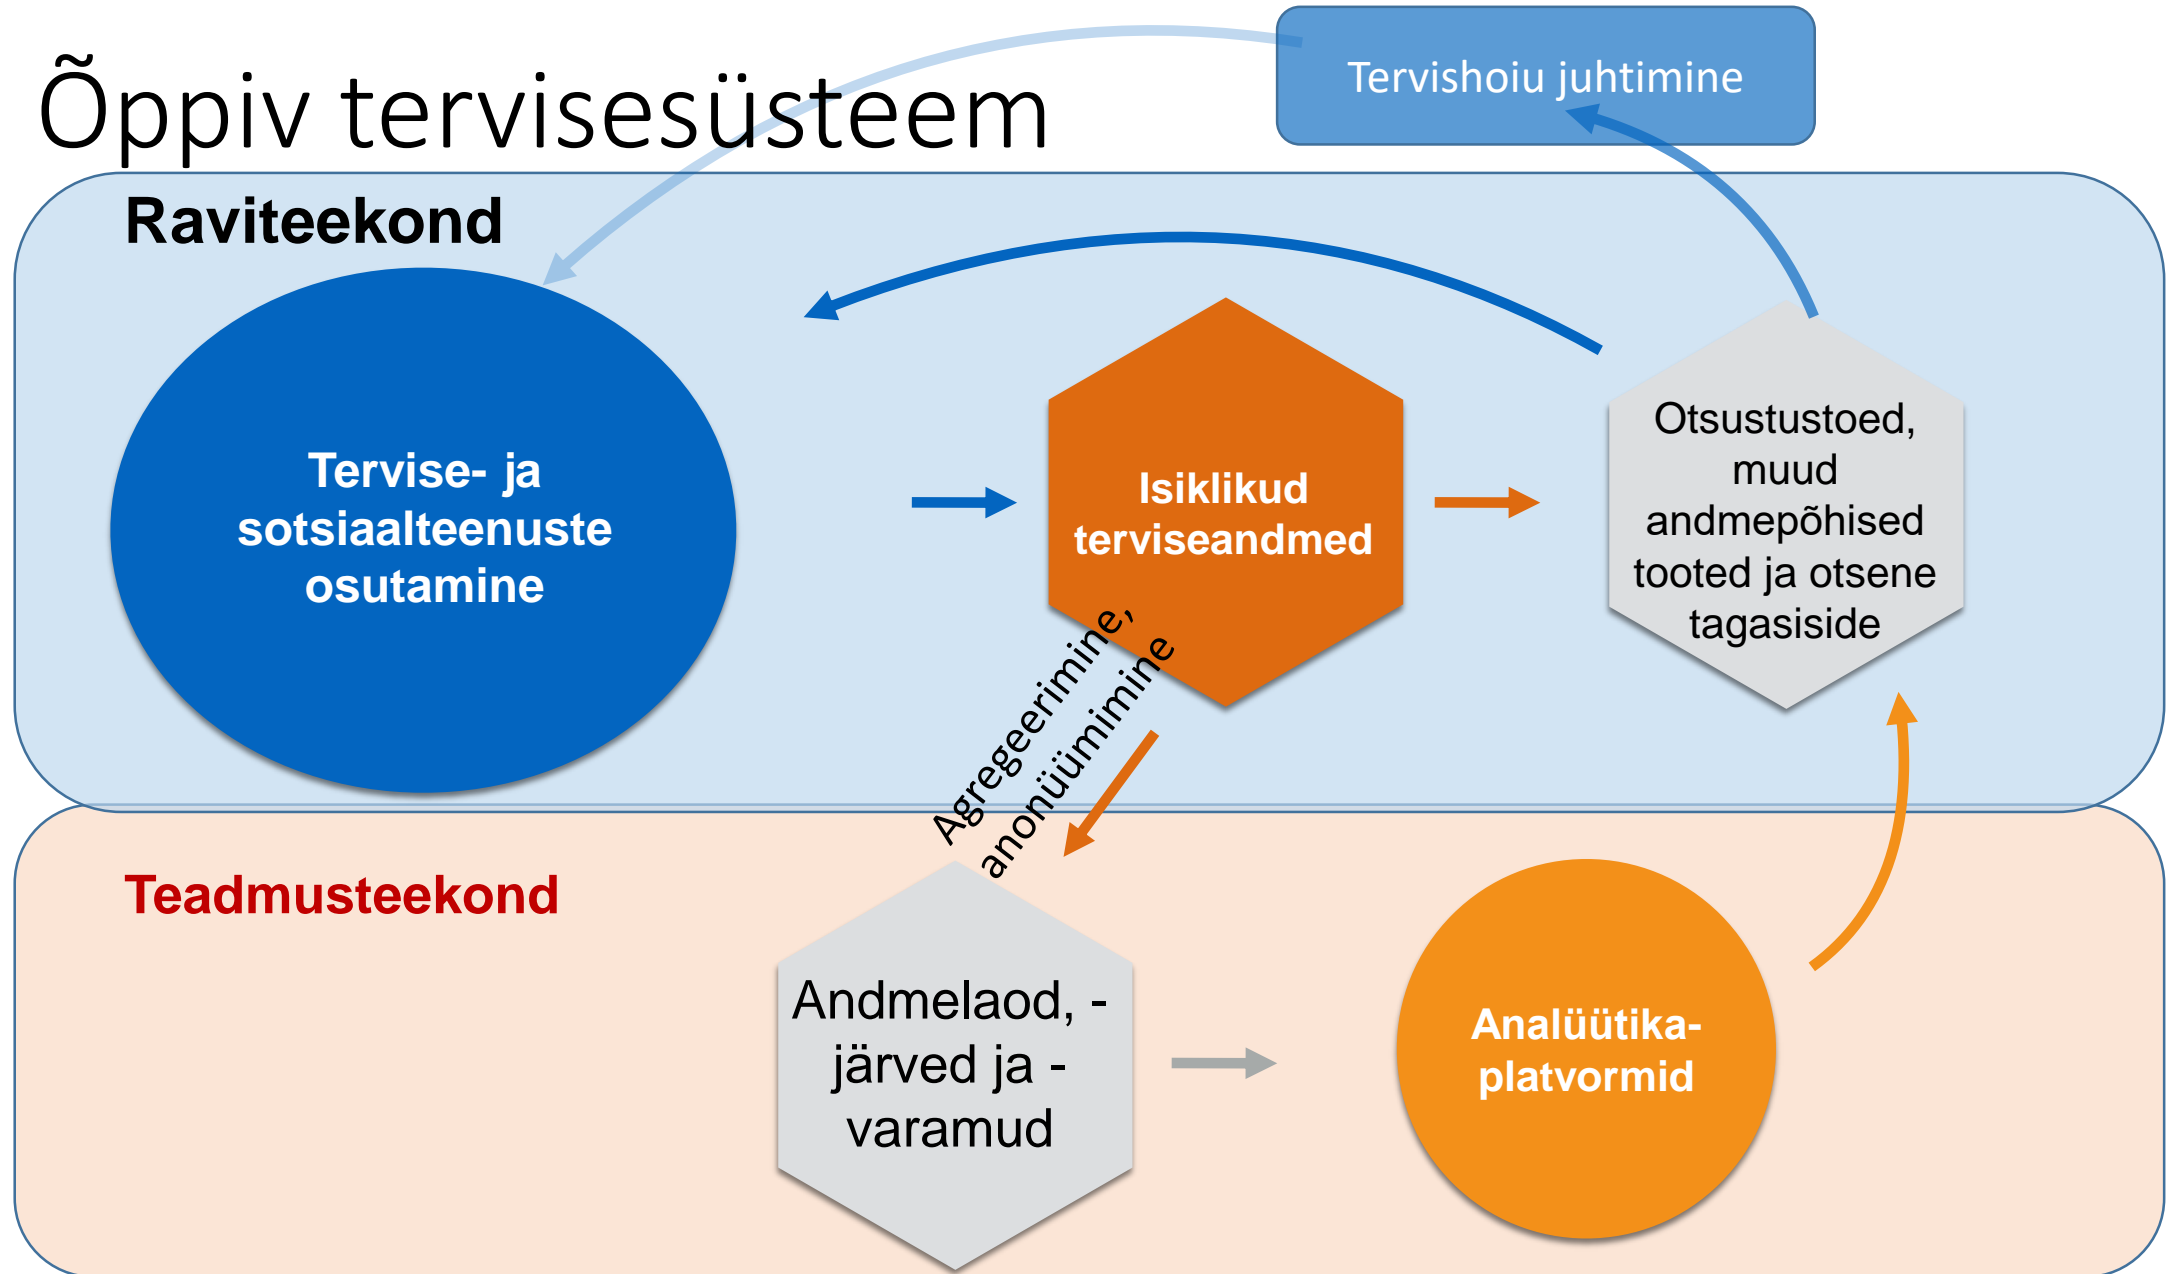 Tervishoiu juhtimine
Õppiv tervisesüsteem
Raviteekond
Tervise- ja
sotsiaalteenuste
osutamine
Isiklikud
terviseandmed
Otsustustoed,
muud
andmepõhised
tooted ja otsene
tagasiside
Agregeerimine,
anonüümimine
Teadmusteekond
Andmelaod, -
järved ja -
varamud
Analüütika-
platvormid